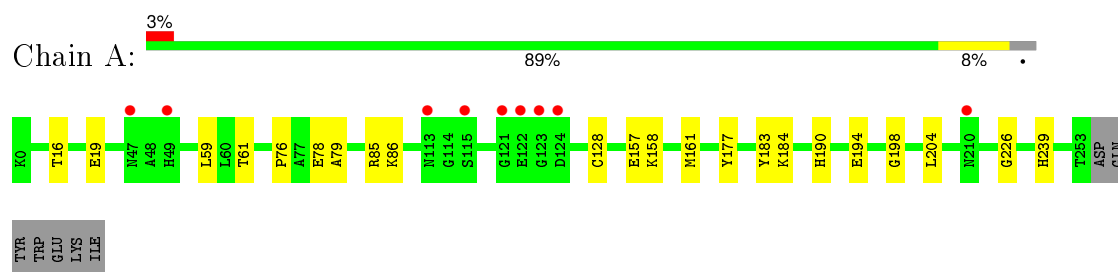 3%
Chain A:
89% 8% •
K0 T16 E19 N47 A48 H49 L59 L60 T61 P76 A77 E78 A79 R85 K86 N113 G114 S115 G121 E122 G123 D124 C128 E157 K158 M161 Y177 Y183 K184 H190 E194 G198 L204 N210 G226 H239 T253 ASP GLN
TYR TRP GLU LYS ILE